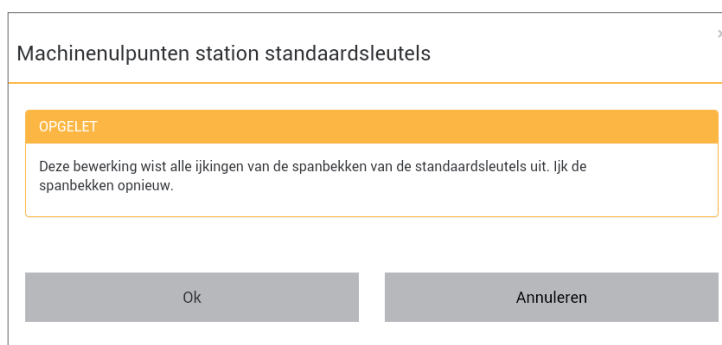 Machinenulpunten station standaardsleutels
OPGELET
Deze bewerking wist alle ijkingen van de spanbekken van de standaardsleutels uit. Ijk de
spanbekken opnieuw.
Ok
Annuleren